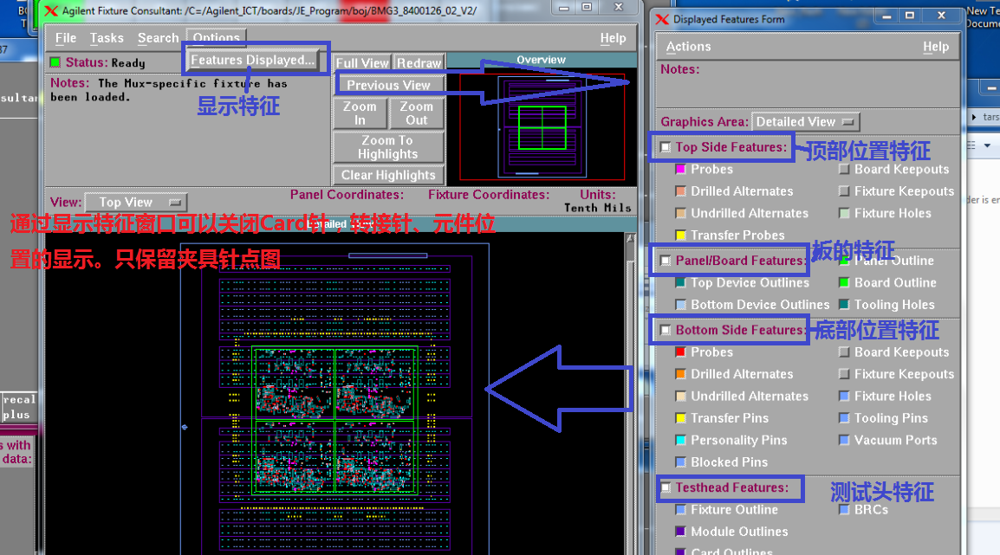 Agilent Fixture Consultant: /C=/Agilent_ICT/boards/JE_Program/boj/BMG3_8400126_02_V2/
File Tasks Search Options Help
Features Displayed...
Status: Ready
Notes: The Mux-specific fixture has
been loaded.
显示特征
Full View Redraw
Previous View
Zoom
In
Zoom
Out
Zoom To
Highlights
Clear Highlights
Overview
Panel Coordinates: Fixture Coordinates: Units:
Tenth Mils
View: Top View
通过显示特征窗口可以关闭Card针，转接针、元件位
置的显示。只保留夹具针点图
Displayed Features Form
Actions Help
Notes:
Graphics Area: Detailed View
Top Side Features:
顶部位置特征
Probes
Board Keepouts
Drilled Alternates
Fixture Keepouts
Undrilled Alternates
Fixture Holes
Transfer Probes
Panel/Board Features:
板的特征
Panel Outline
Top Device Outlines
Board Outline
Bottom Device Outlines
Tooling Holes
Bottom Side Features:
底部位置特征
Probes
Board Keepouts
Drilled Alternates
Fixture Keepouts
Undrilled Alternates
Fixture Holes
Transfer Pins
Tooling Pins
Personality Pins
Vacuum Ports
Blocked Pins
Testhead Features:
测试头特征
Fixture Outline
BRCs
Module Outlines
Card Outlines
New Te
Docume
tars
der is er
37
sultar
recal
plus
s with
data: